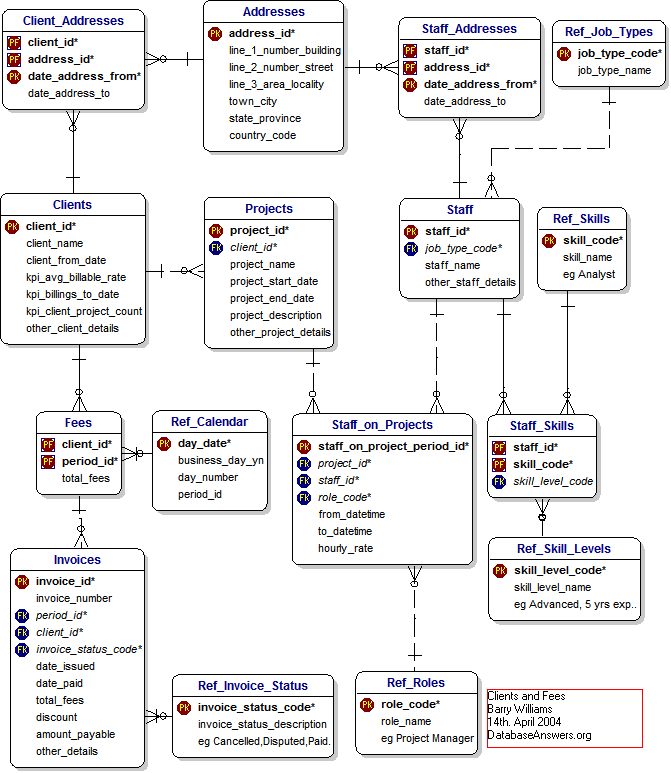 Client_Addresses
PF client_id*
PF address_id*
PK date_address_from*
date_address_to
Addresses
PK address_id*
line_1_number_building
line_2_number_street
line_3_area_locality
town_city
state_province
country_code
Staff_Addresses
PF staff_id*
PF address_id*
PK date_address_from*
date_address_to
Ref_Job_Types
PK job_type_code*
job_type_name
Clients
PK client_id*
client_name
client_from_date
kpi_avg_billable_rate
kpi_billings_to_date
kpi_client_project_count
other_client_details
Projects
PK project_id*
Fk client_id*
project_name
project_start_date
project_end_date
project_description
other_project_details
Staff
PK staff_id*
Fk job_type_code*
staff_name
other_staff_details
Ref_Skills
PK skill_code*
skill_name
eg Analyst
Fees
PF client_id*
PF period_id*
total_fees
Ref_Calendar
PK day_date*
business_day_yn
day_number
period_id
Staff_on_Projects
PK staff_on_project_period_id*
Fk project_id*
Fk staff_id*
Fk role_code*
from_datetime
to_datetime
hourly_rate
Staff_Skills
PF staff_id*
PF skill_code*
Fk skill_level_code
Invoices
PK invoice_id*
invoice_number
Fk period_id*
Fk client_id*
Fk invoice_status_code*
date_issued
date_paid
total_fees
discount
amount_payable
other_details
Ref_Skill_Levels
PK skill_level_code*
skill_level_name
eg Advanced, 5 yrs exp..
Ref_Invoice_Status
PK invoice_status_code*
invoice_status_description
eg Cancelled,Disputed,Paid.
Ref_Roles
PK role_code*
role_name
eg Project Manager
Clients and Fees
Barry Williams
14th. April 2004
DatabaseAnswers.org